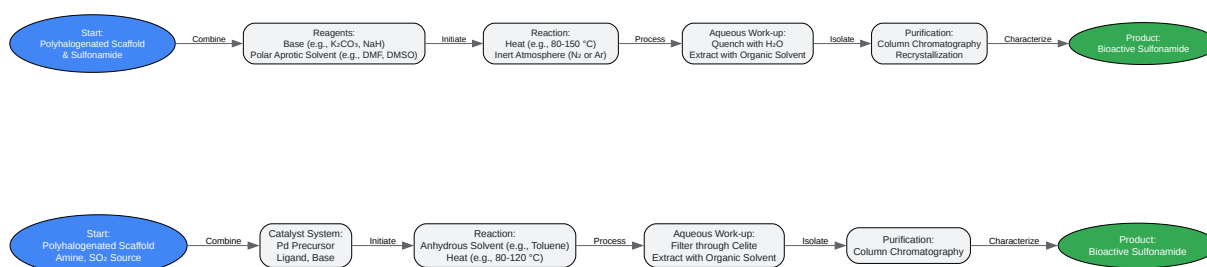 Start:
Polyhalogenated Scaffold
& Sulfonamide
Combine
Reagents:
Base (e.g., K₂CO₃, NaH)
Polar Aprotic Solvent (e.g., DMF, DMSO)
Initiate
Reaction:
Heat (e.g., 80-150 °C)
Inert Atmosphere (N₂ or Ar)
Process
Aqueous Work-up:
Quench with H₂O
Extract with Organic Solvent
Isolate
Purification:
Column Chromatography
Recrystallization
Characterize
Product:
Bioactive Sulfonamide
Start:
Polyhalogenated Scaffold
Amine, SO₂ Source
Combine
Catalyst System:
Pd Precursor
Ligand, Base
Initiate
Reaction:
Anhydrous Solvent (e.g., Toluene)
Heat (e.g., 80-120 °C)
Process
Aqueous Work-up:
Filter through Celite
Extract with Organic Solvent
Isolate
Purification:
Column Chromatography
Characterize
Product:
Bioactive Sulfonamide